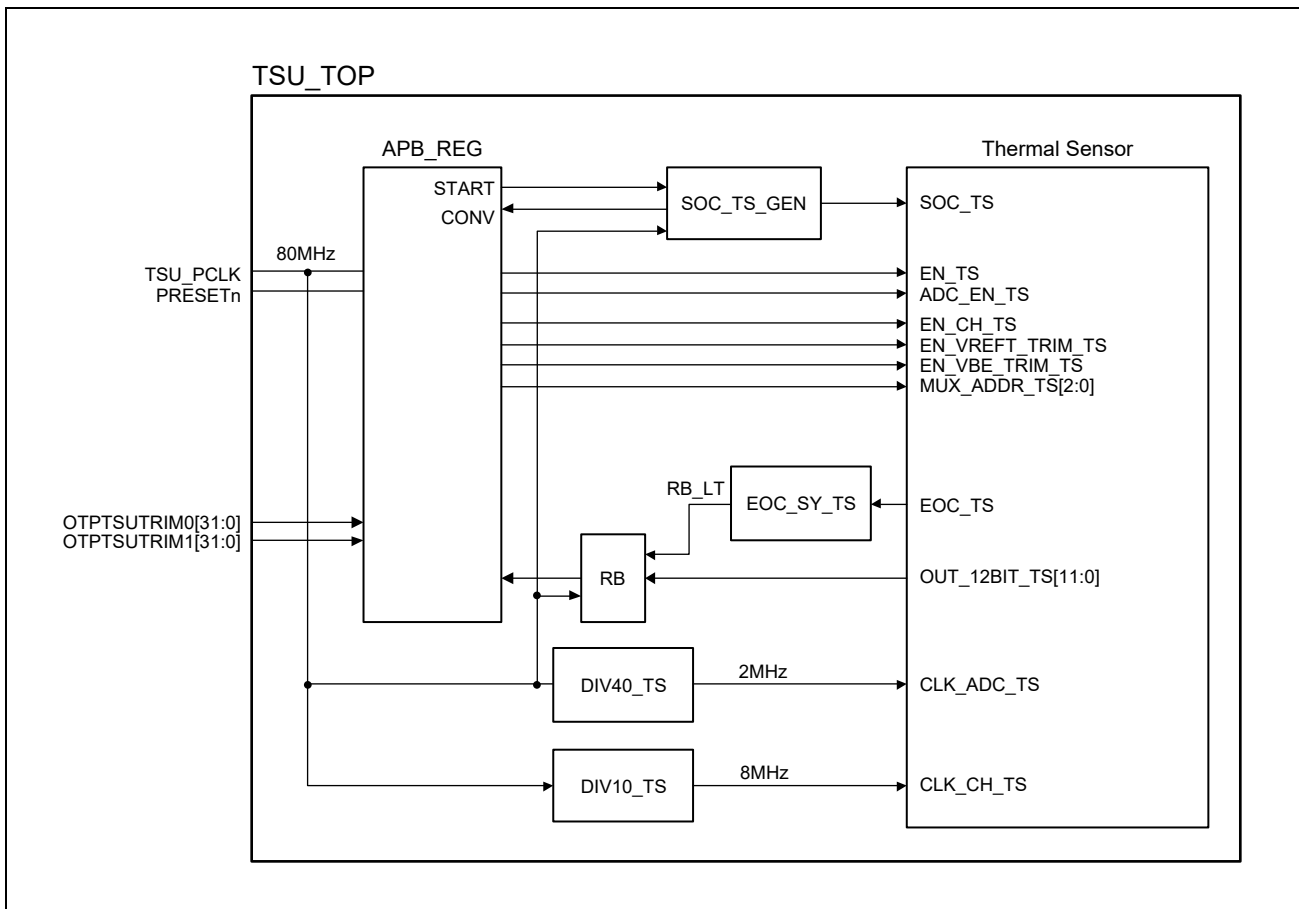 TSU_TOP
APB_REG
Thermal Sensor
START
CONV
SOC_TS_GEN
SOC_TS
80MHz
TSU_PCLK
PRESETn
EN_TS
ADC_EN_TS
EN_CH_TS
EN_VREFT_TRIM_TS
EN_VBE_TRIM_TS
MUX_ADDR_TS[2:0]
RB_LT
EOC_SY_TS
EOC_TS
OTPTSUTRIM0[31:0]
OTPTSUTRIM1[31:0]
RB
OUT_12BIT_TS[11:0]
DIV40_TS
2MHz
CLK_ADC_TS
DIV10_TS
8MHz
CLK_CH_TS